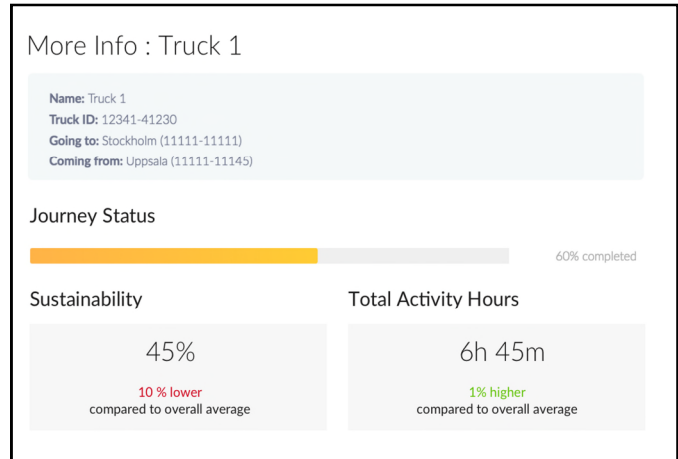 More Info : Truck 1
Name: Truck 1
Truck ID: 12341-41230
Going to: Stockholm (11111-11111)
Coming from: Uppsala (11111-11145)
Journey Status
60% completed
Sustainability
45%
10 % lower
compared to overall average
Total Activity Hours
6h 45m
1% higher
compared to overall average